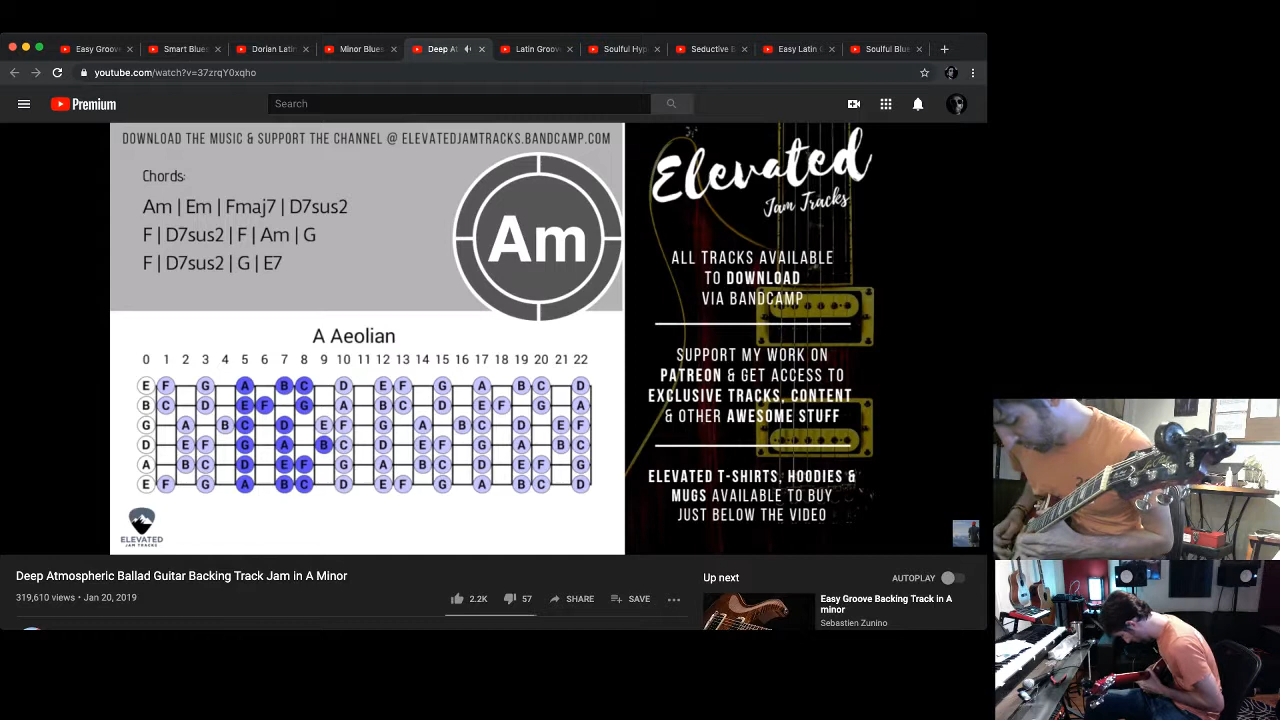 Easy Groove
Smart Blues
Dorian Latin
Minor Blues
Deep At
Latin Groov
Soulful Hyp
Seductive B
Easy Latin G
Soulful Blue
youtube.com/watch?v=37zrqY0xqho
Premium
Search
DOWNLOAD THE MUSIC & SUPPORT THE CHANNEL @ ELEVATEDJAMTRACKS.BANDCAMP.COM
Chords:
Am | Em | Fmaj7 | D7sus2
F | D7sus2 | F | Am | G
F | D7sus2 | G | E7
Am
A Aeolian
0 1 2 3 4 5 6 7 8 9 10 11 12 13 14 15 16 17 18 19 20 21 22
E F G A B C D E F G A B C D
B C D E F G A B C D E F G A
G A B C D E F G A B C D E F
D E F G A B C D E F G A B C
A B C D E F G A B C D E F G
E F G A B C D E F G A B C D
ELEVATED
JAM TRACKS
Elevated
Jam Tracks
ALL TRACKS AVAILABLE
TO DOWNLOAD
VIA BANDCAMP
SUPPORT MY WORK ON
PATREON & GET ACCESS TO
EXCLUSIVE TRACKS, CONTENT
& OTHER AWESOME STUFF
ELEVATED T-SHIRTS, HOODIES &
MUGS AVAILABLE TO BUY
JUST BELOW THE VIDEO
Deep Atmospheric Ballad Guitar Backing Track Jam in A Minor
319,610 views • Jan 20, 2019
2.2K
57
SHARE
SAVE
Up next
AUTOPLAY
Easy Groove Backing Track in A
minor
Sebastien Zunino